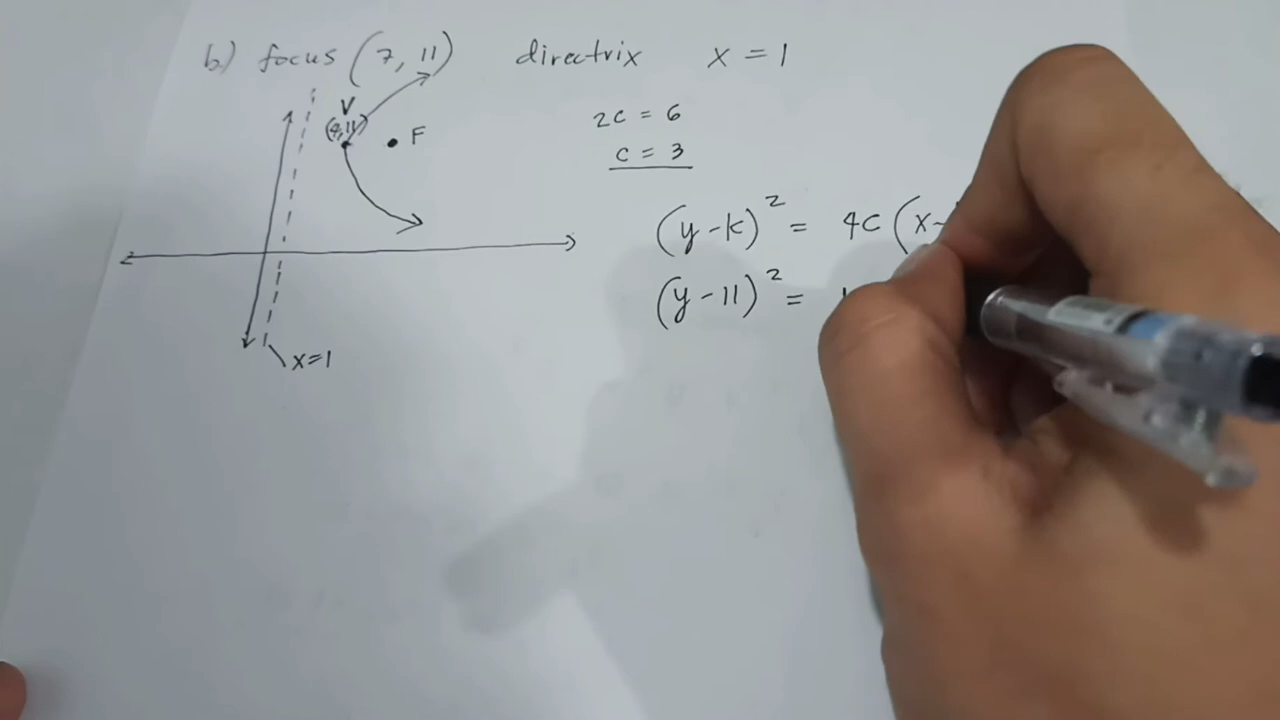 b.) focus (7, 11) directrix x = 1
V
(4,11)
F
x=1
2c = 6
c = 3
(y-k)² = 4c (x-
(y-11)² =